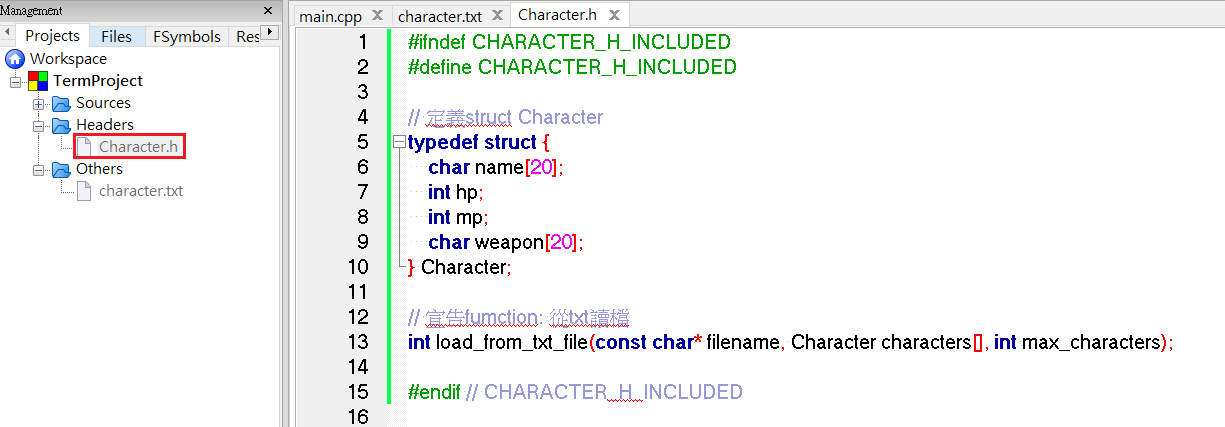 Management
Projects Files FSymbols Res
Workspace
TermProject
Sources
Headers
Character.h
Others
character.txt
main.cpp character.txt Character.h
1 #ifndef CHARACTER_H_INCLUDED
2 #define CHARACTER_H_INCLUDED
3
4 // 定義struct Character
5 typedef struct {
6 char name[20];
7 int hp;
8 int mp;
9 char weapon[20];
10 } Character;
11
12 // 宣告fumction: 從txt讀檔
13 int load_from_txt_file(const char* filename, Character characters[], int max_characters);
14
15 #endif // CHARACTER_H_INCLUDED
16